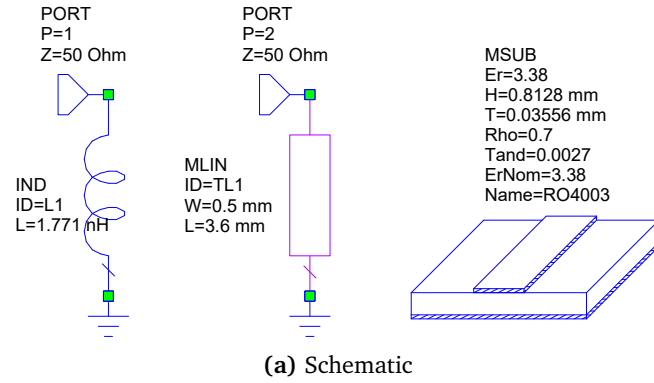 PORT
P=1
Z=50 Ohm
PORT
P=2
Z=50 Ohm
MSUB
Er=3.38
H=0.8128 mm
T=0.03556 mm
Rho=0.7
Tand=0.0027
ErNom=3.38
Name=RO4003
IND
ID=L1
L=1.771 nH
MLIN
ID=TL1
W=0.5 mm
L=3.6 mm
(a) Schematic